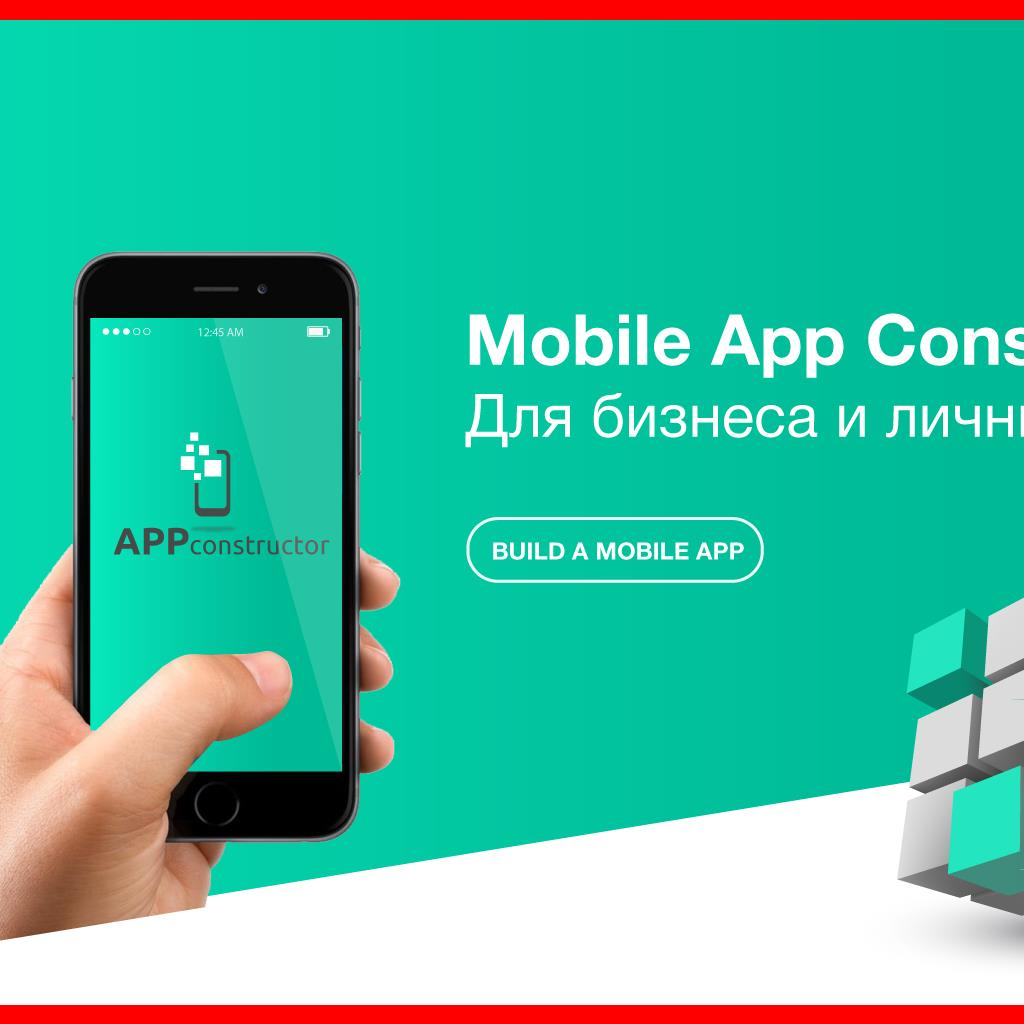 12:45 AM
APPconstructor
Mobile App Cons
Для бизнеса и личн
BUILD A MOBILE APP